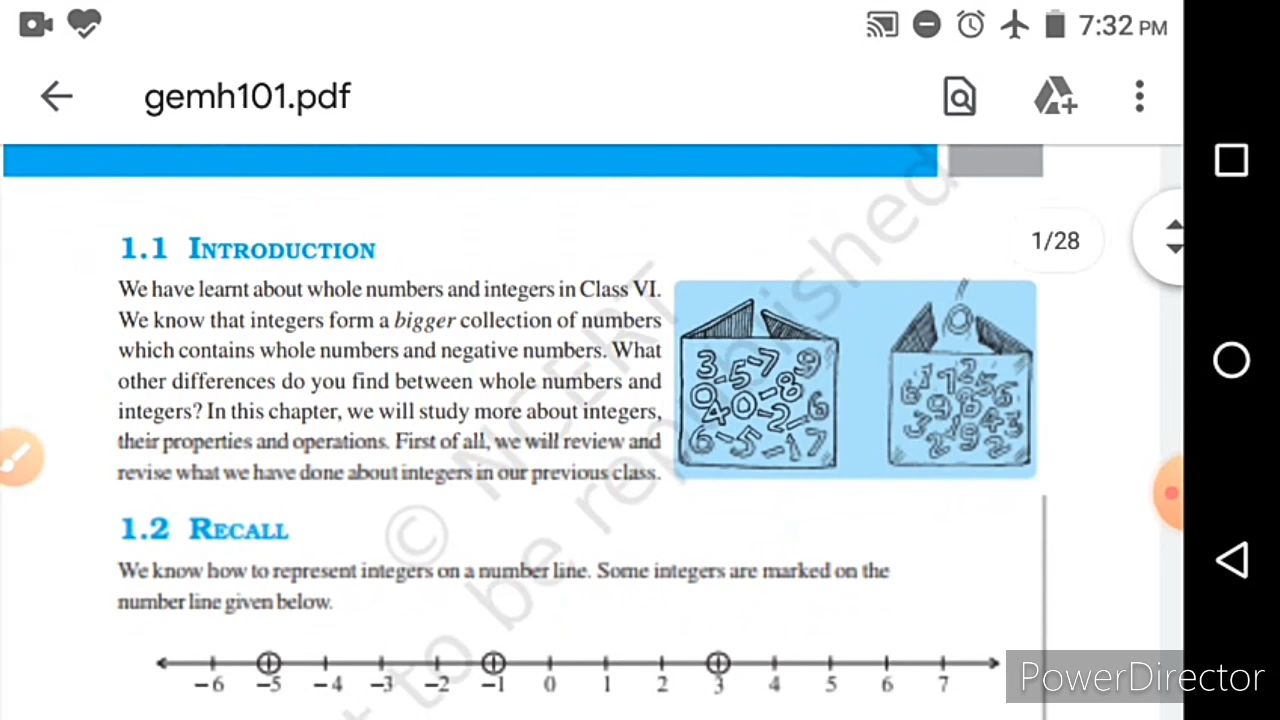 7:32 PM
gemh101.pdf
1/28
1.1 INTRODUCTION
We have learnt about whole numbers and integers in Class VI.
We know that integers form a bigger collection of numbers
which contains whole numbers and negative numbers. What
other differences do you find between whole numbers and
integers? In this chapter, we will study more about integers,
their properties and operations. First of all, we will review and
revise what we have done about integers in our previous class.
1.2 RECALL
We know how to represent integers on a number line. Some integers are marked on the
number line given below.
–6 –5 –4 –3 –2 –1 0 1 2 3 4 5 6 7
© NCERT
to be republished
PowerDirector